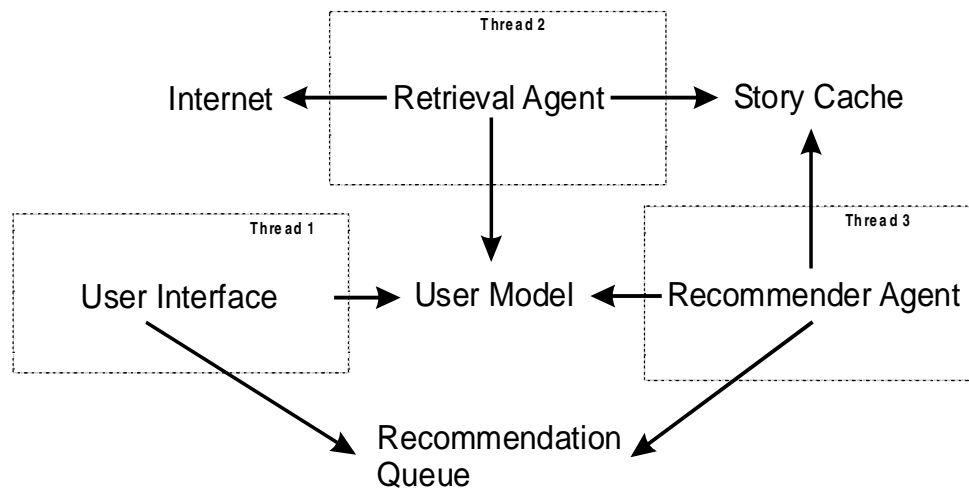 Thread 2
Internet
Retrieval Agent
Story Cache
Thread 1
Thread 3
User Interface
User Model
Recommender Agent
Recommendation
Queue